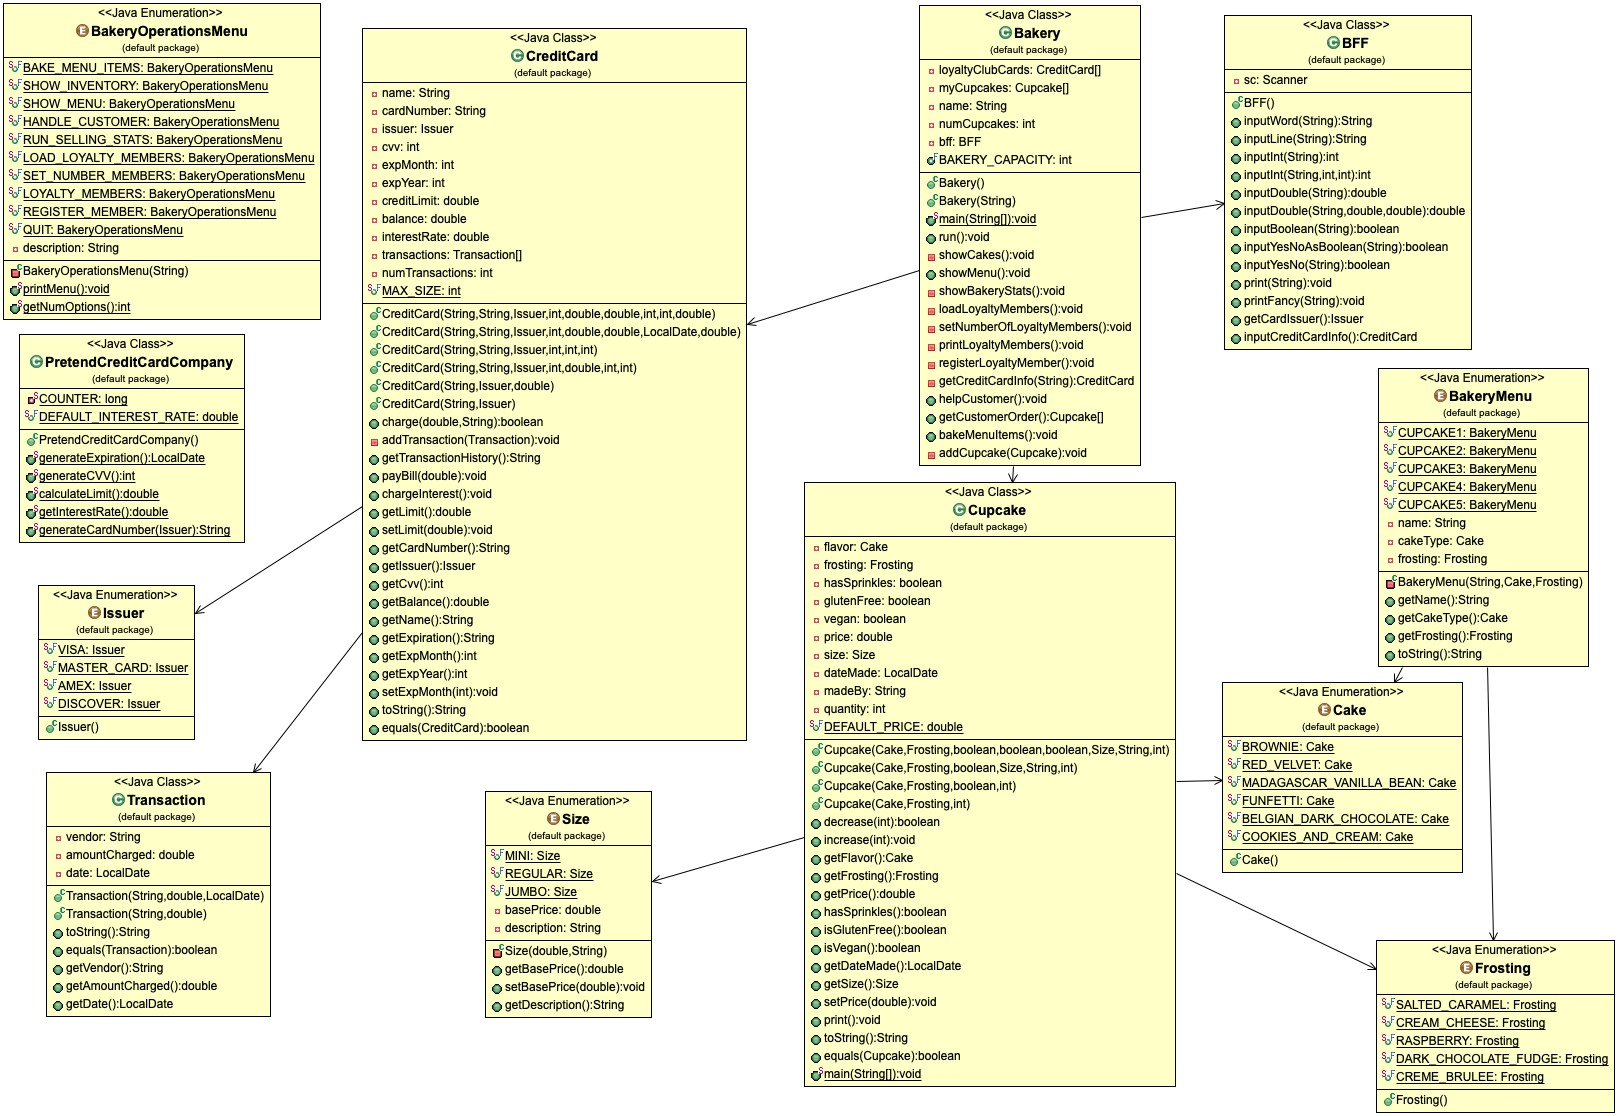 <<Java Enumeration>>
BakeryOperationsMenu
(default package)
BAKE_MENU_ITEMS: BakeryOperationsMenu
SHOW_INVENTORY: BakeryOperationsMenu
SHOW_MENU: BakeryOperationsMenu
HANDLE_CUSTOMER: BakeryOperationsMenu
RUN_SELLING_STATS: BakeryOperationsMenu
LOAD_LOYALTY_MEMBERS: BakeryOperationsMenu
SET_NUMBER_MEMBERS: BakeryOperationsMenu
LOYALTY_MEMBERS: BakeryOperationsMenu
REGISTER_MEMBER: BakeryOperationsMenu
QUIT: BakeryOperationsMenu
description: String
BakeryOperationsMenu(String)
printMenu():void
getNumOptions():int
<<Java Class>>
PretendCreditCardCompany
(default package)
COUNTER: long
DEFAULT_INTEREST_RATE: double
PretendCreditCardCompany()
generateExpiration():LocalDate
generateCVV():int
calculateLimit():double
getInterestRate():double
generateCardNumber(Issuer):String
<<Java Enumeration>>
Issuer
(default package)
VISA: Issuer
MASTER_CARD: Issuer
AMEX: Issuer
DISCOVER: Issuer
Issuer()
<<Java Class>>
Transaction
(default package)
vendor: String
amountCharged: double
date: LocalDate
Transaction(String,double,LocalDate)
Transaction(String,double)
toString():String
equals(Transaction):boolean
getVendor():String
getAmountCharged():double
getDate():LocalDate
<<Java Class>>
CreditCard
(default package)
name: String
cardNumber: String
issuer: Issuer
cvv: int
expMonth: int
expYear: int
creditLimit: double
balance: double
interestRate: double
transactions: Transaction[]
numTransactions: int
MAX_SIZE: int
CreditCard(String,String,Issuer,int,double,double,int,int,double)
CreditCard(String,String,Issuer,int,double,double,LocalDate,double)
CreditCard(String,String,Issuer,int,int,int)
CreditCard(String,String,Issuer,int,double,int,int)
CreditCard(String,Issuer,double)
CreditCard(String,Issuer)
charge(double,String):boolean
addTransaction(Transaction):void
getTransactionHistory():String
payBill(double):void
chargeInterest():void
getLimit():double
setLimit(double):void
getCardNumber():String
getIssuer():Issuer
getCvv():int
getBalance():double
getName():String
getExpiration():String
getExpMonth():int
getExpYear():int
setExpMonth(int):void
toString():String
equals(CreditCard):boolean
<<Java Enumeration>>
Size
(default package)
MINI: Size
REGULAR: Size
JUMBO: Size
basePrice: double
description: String
Size(double,String)
getBasePrice():double
setBasePrice(double):void
getDescription():String
<<Java Class>>
Bakery
(default package)
loyaltyClubCards: CreditCard[]
myCupcakes: Cupcake[]
name: String
numCupcakes: int
bff: BFF
BAKERY_CAPACITY: int
Bakery()
Bakery(String)
main(String[]):void
run():void
showCakes():void
showMenu():void
showBakeryStats():void
loadLoyaltyMembers():void
setNumberOfLoyaltyMembers():void
printLoyaltyMembers():void
registerLoyaltyMember():void
getCreditCardInfo(String):CreditCard
helpCustomer():void
getCustomerOrder():Cupcake[]
bakeMenuItems():void
addCupcake(Cupcake):void
<<Java Class>>
Cupcake
(default package)
flavor: Cake
frosting: Frosting
hasSprinkles: boolean
glutenFree: boolean
vegan: boolean
price: double
size: Size
dateMade: LocalDate
madeBy: String
quantity: int
DEFAULT_PRICE: double
Cupcake(Cake,Frosting,boolean,boolean,boolean,Size,String,int)
Cupcake(Cake,Frosting,boolean,Size,String,int)
Cupcake(Cake,Frosting,boolean,int)
Cupcake(Cake,Frosting,int)
decrease(int):boolean
increase(int):void
getFlavor():Cake
getFrosting():Frosting
getPrice():double
hasSprinkles():boolean
isGlutenFree():boolean
isVegan():boolean
getDateMade():LocalDate
getSize():Size
setPrice(double):void
print():void
toString():String
equals(Cupcake):boolean
main(String[]):void
<<Java Class>>
BFF
(default package)
sc: Scanner
BFF()
inputWord(String):String
inputLine(String):String
inputInt(String):int
inputInt(String,int,int):int
inputDouble(String):double
inputDouble(String,double,double):double
inputBoolean(String):boolean
inputYesNoAsBoolean(String):boolean
inputYesNo(String):boolean
print(String):void
printFancy(String):void
getCardIssuer():Issuer
inputCreditCardInfo():CreditCard
<<Java Enumeration>>
BakeryMenu
(default package)
CUPCAKE1: BakeryMenu
CUPCAKE2: BakeryMenu
CUPCAKE3: BakeryMenu
CUPCAKE4: BakeryMenu
CUPCAKE5: BakeryMenu
name: String
cakeType: Cake
frosting: Frosting
BakeryMenu(String,Cake,Frosting)
getName():String
getCakeType():Cake
getFrosting():Frosting
toString():String
<<Java Enumeration>>
Cake
(default package)
BROWNIE: Cake
RED_VELVET: Cake
MADAGASCAR_VANILLA_BEAN: Cake
FUNFETTI: Cake
BELGIAN_DARK_CHOCOLATE: Cake
COOKIES_AND_CREAM: Cake
Cake()
<<Java Enumeration>>
Frosting
(default package)
SALTED_CARAMEL: Frosting
CREAM_CHEESE: Frosting
RASPBERRY: Frosting
DARK_CHOCOLATE_FUDGE: Frosting
CREME_BRULEE: Frosting
Frosting()